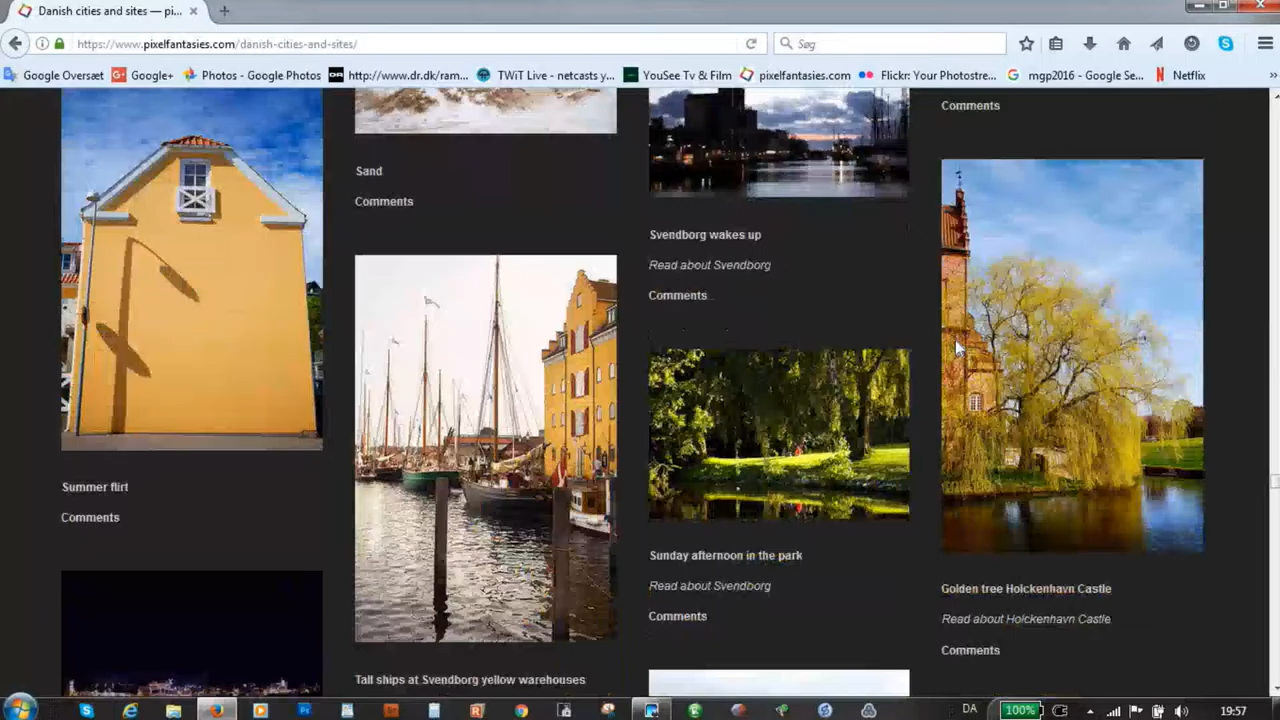 Danish cities and sites — pi...
https://www.pixelfantasies.com/danish-cities-and-sites/
Søg
Google Oversæt
Google+
Photos - Google Photos
http://www.dr.dk/ram...
TWiT Live - netcasts y...
YouSee Tv & Film
pixelfantasies.com
Flickr: Your Photostre...
mgp2016 - Google Se...
Netflix
Summer flirt
Comments
Sand
Comments
Tall ships at Svendborg yellow warehouses
Svendborg wakes up
Read about Svendborg
Comments
Sunday afternoon in the park
Read about Svendborg
Comments
Comments
Golden tree Holckenhavn Castle
Read about Holckenhavn Castle
Comments
DA
100%
19:57